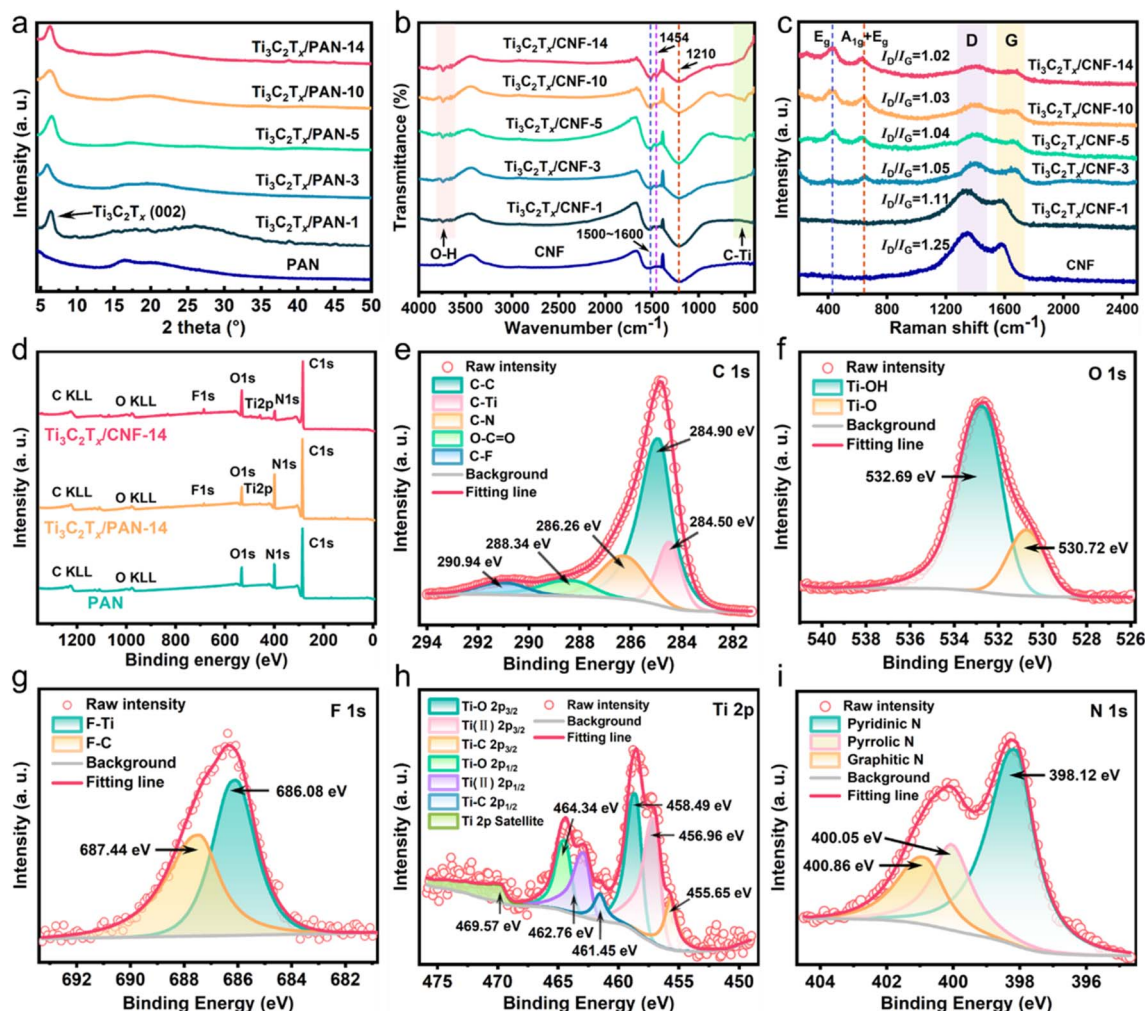 a
Intensity (a. u.)
Ti₃C₂Tₓ/PAN-14
Ti₃C₂Tₓ/PAN-10
Ti₃C₂Tₓ/PAN-5
Ti₃C₂Tₓ/PAN-3
Ti₃C₂Tₓ/PAN-1
Ti₃C₂Tₓ (002)
PAN
5 10 15 20 25 30 35 40 45 50
2 theta (°)
b
Transmittance (%)
1454
1210
Ti₃C₂Tₓ/CNF-14
Ti₃C₂Tₓ/CNF-10
Ti₃C₂Tₓ/CNF-5
Ti₃C₂Tₓ/CNF-3
Ti₃C₂Tₓ/CNF-1
O-H
1500~1600
CNF
C-Ti
4000 3500 3000 2500 2000 1500 1000 500
Wavenumber (cm⁻¹)
c
Intensity (a. u.)
E_g A₁g+E_g D G
I_D/I_G=1.02 Ti₃C₂Tₓ/CNF-14
I_D/I_G=1.03 Ti₃C₂Tₓ/CNF-10
I_D/I_G=1.04 Ti₃C₂Tₓ/CNF-5
I_D/I_G=1.05 Ti₃C₂Tₓ/CNF-3
I_D/I_G=1.11 Ti₃C₂Tₓ/CNF-1
I_D/I_G=1.25 CNF
400 800 1200 1600 2000 2400
Raman shift (cm⁻¹)
d
Intensity (a. u.)
C KLL O KLL F1s O1s Ti2p N1s C1s
Ti₃C₂Tₓ/CNF-14
C KLL O KLL F1s O1s Ti2p N1s C1s
Ti₃C₂Tₓ/PAN-14
C KLL O KLL O1s N1s C1s
PAN
1200 1000 800 600 400 200 0
Binding energy (eV)
e
Intensity (a. u.)
C 1s
Raw intensity
C-C
C-Ti
C-N
O-C=O
C-F
Background
Fitting line
284.90 eV
284.50 eV
286.26 eV
288.34 eV
290.94 eV
294 292 290 288 286 284 282
Binding Energy (eV)
f
Intensity (a. u.)
O 1s
Raw intensity
Ti-OH
Ti-O
Background
Fitting line
532.69 eV
530.72 eV
540 538 536 534 532 530 528 526
Binding Energy (eV)
g
Intensity (a. u.)
F 1s
Raw intensity
F-Ti
F-C
Background
Fitting line
686.08 eV
687.44 eV
692 690 688 686 684 682
Binding Energy (eV)
h
Intensity (a. u.)
Ti 2p
Ti-O 2p₃/₂
Ti(Ⅱ) 2p₃/₂
Ti-C 2p₃/₂
Ti-O 2p₁/₂
Ti(Ⅱ) 2p₁/₂
Ti-C 2p₁/₂
Ti 2p Satellite
Raw intensity
Background
Fitting line
464.34 eV
458.49 eV
456.96 eV
455.65 eV
469.57 eV
462.76 eV
461.45 eV
475 470 465 460 455 450
Binding Energy (eV)
i
Intensity (a. u.)
N 1s
Raw intensity
Pyridinic N
Pyrrolic N
Graphitic N
Background
Fitting line
398.12 eV
400.05 eV
400.86 eV
404 402 400 398 396
Binding Energy (eV)